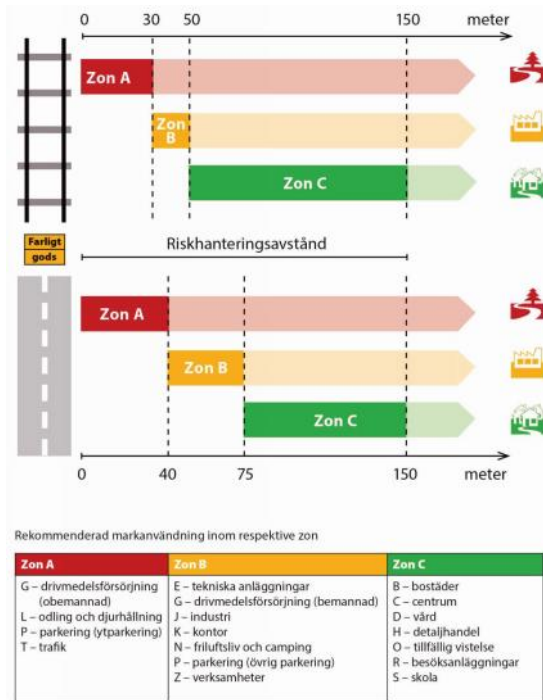 0 30 50 150 meter
Zon A
Zon
B
Zon C
Farligt
gods
Riskhanteringsavstånd
Zon A
Zon B
Zon C
0 40 75 150 meter
Rekommenderad markanvändning inom respektive zon
Zon A
G – drivmedelsförsörjning
(obemannad)
L – odling och djurhållning
P – parkering (ytparkering)
T – trafik
Zon B
E – tekniska anläggningar
G – drivmedelsförsörjning (bemannad)
J – industri
K – kontor
N – friluftsliv och camping
P – parkering (övrig parkering)
Z – verksamheter
Zon C
B – bostäder
C – centrum
D – vård
H – detaljhandel
O – tillfällig vistelse
R – besöksanläggningar
S – skola